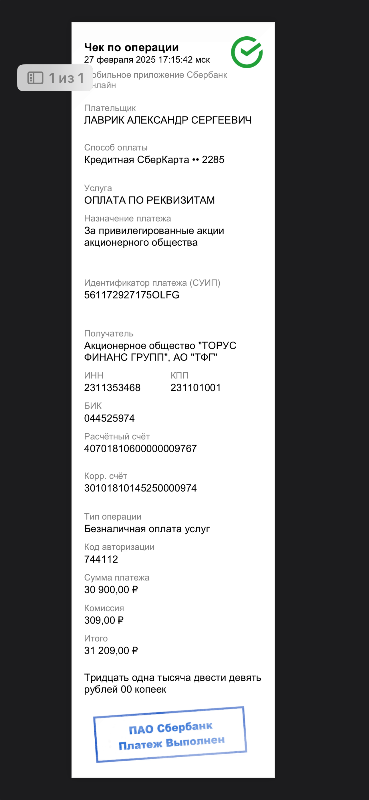 Чек по операции
27 февраля 2025 17:15:42 мск
1 из 1
мобильное приложение Сбербанк
нлайн
Плательщик
ЛАВРИК АЛЕКСАНДР СЕРГЕЕВИЧ
Способ оплаты
Кредитная СберКарта •• 2285
Услуга
ОПЛАТА ПО РЕКВИЗИТАМ
Назначение платежа
За привилегированные акции
акционерного общества
Идентификатор платежа (СУИП)
561172927175OLFG
Получатель
Акционерное общество "ТОРУС
ФИНАНС ГРУПП", АО "ТФГ"
ИНН КПП
2311353468 231101001
БИК
044525974
Расчётный счёт
40701810600000009767
Корр. счёт
30101810145250000974
Тип операции
Безналичная оплата услуг
Код авторизации
744112
Сумма платежа
30 900,00 ₽
Комиссия
309,00 ₽
Итого
31 209,00 ₽
Тридцать одна тысяча двести девять
рублей 00 копеек
ПАО Сбербанк
Платеж Выполнен